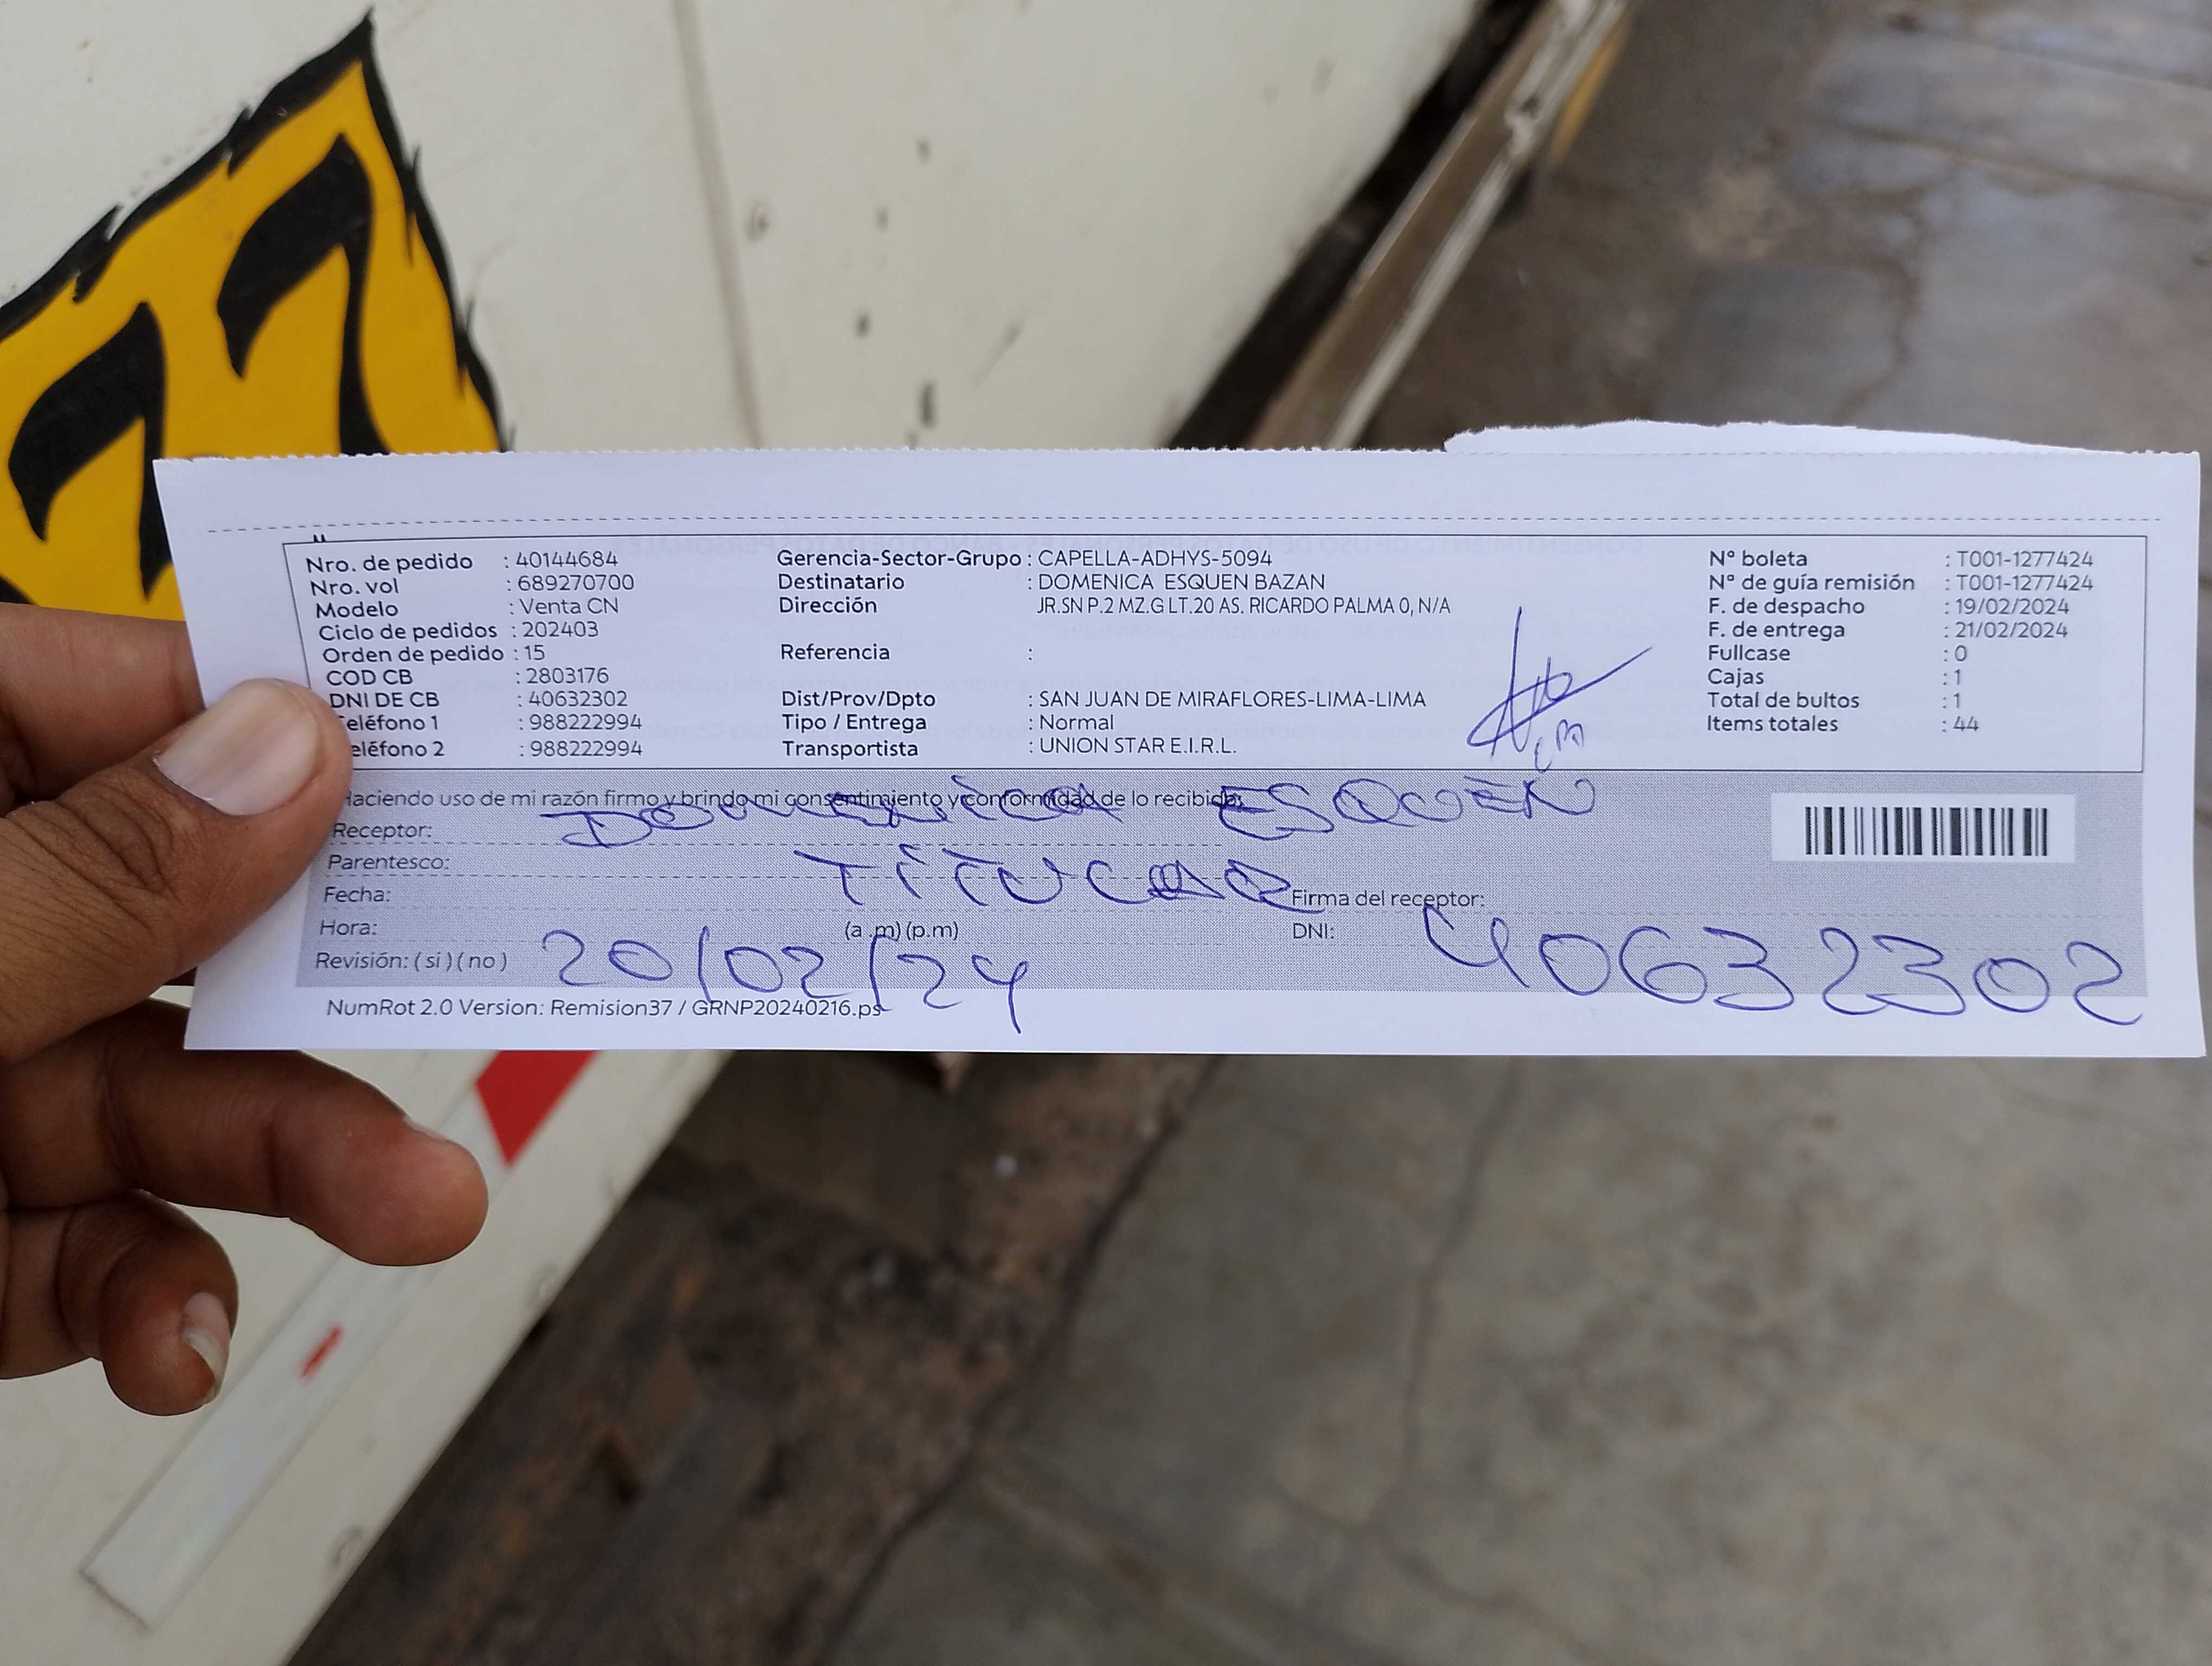 77
Nro. de pedido : 40144684
Nro. vol : 689270700
Modelo : Venta CN
Ciclo de pedidos : 202403
Orden de pedido : 15
COD CB : 2803176
DNI DE CB : 40632302
eléfono 1 : 988222994
eléfono 2 : 988222994
Gerencia-Sector-Grupo : CAPELLA-ADHYS-5094
Destinatario : DOMENICA ESQUEN BAZAN
Dirección JR.SN P.2 MZ.G LT.20 AS. RICARDO PALMA 0, N/A
Referencia :
Dist/Prov/Dpto : SAN JUAN DE MIRAFLORES-LIMA-LIMA
Tipo / Entrega : Normal
Transportista : UNION STAR E.I.R.L.
N° boleta : T001-1277424
N° de guía remisión : T001-1277424
F. de despacho : 19/02/2024
F. de entrega : 21/02/2024
Fullcase : 0
Cajas : 1
Total de bultos : 1
Items totales : 44
Haciendo uso de mi razón firmo y brindo mi consentimiento y conformidad de lo recibido.
Receptor: DOMENICA ESQUEN
Parentesco: TITULAR
Fecha:
Firma del receptor:
Hora: (a .m) (p.m)
DNI: 40632302
Revisión: ( si ) ( no ) 20/02/24
NumRot 2.0 Version: Remision37 / GRNP20240216.ps